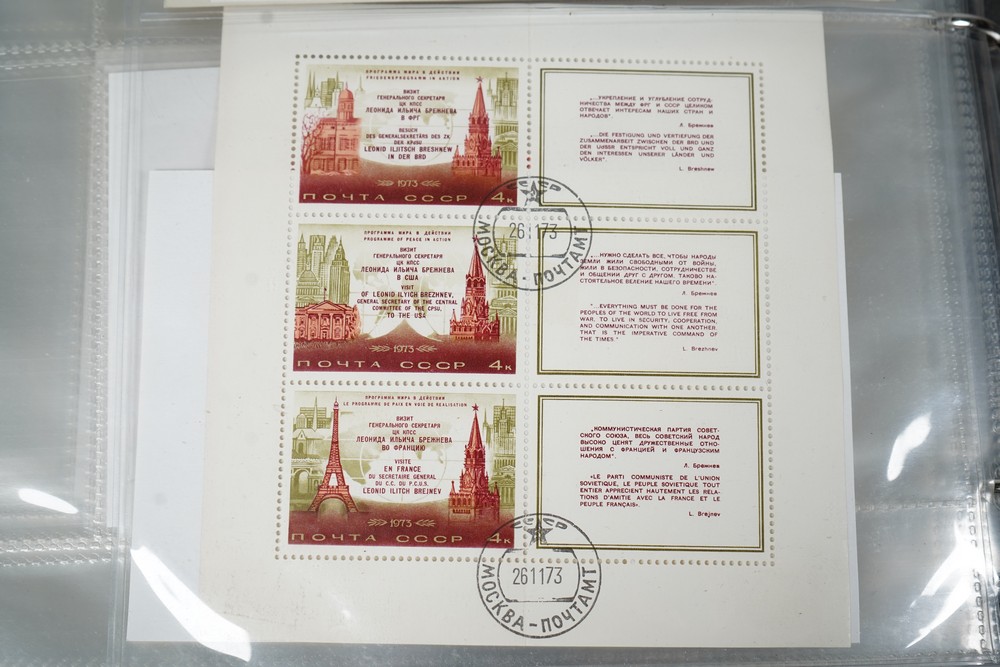 ПРОГРАММА МИРА В ДЕЙСТВИИ
FRIEDENSPROGRAMM IN ACTION
ВИЗИТ
ГЕНЕРАЛЬНОГО СЕКРЕТАРЯ
ЦК КПСС
ЛЕОНИДА ИЛЬИЧА БРЕЖНЕВА
В ФРГ
BESUCH
DES GENERALSEKRETÄRS DES ZK
DER KPdSU
LEONID ILJITSCH BRESHNEW
IN DER BRD
1973
ПОЧТА СССР 4к
„...УКРЕПЛЕНИЕ И УГЛУБЛЕНИЕ СОТРУД-
НИЧЕСТВА МЕЖДУ ФРГ И СССР ЦЕЛИКОМ
ОТВЕЧАЕТ ИНТЕРЕСАМ НАШИХ СТРАН И
НАРОДОВ".
Л. Брежнев
„...DIE FESTIGUNG UND VERTIEFUNG DER
ZUSAMMENARBEIT ZWISCHEN DER BRD UND
DER UdSSR ENTSPRICHT VOLL UND GANZ
DEN INTERESSEN UNSERER LÄNDER UND
VÖLKER".
L. Breshnew
СССР
261173
МОСКВА-ПОЧТАМТ
ПРОГРАММА МИРА В ДЕЙСТВИИ
PROGRAMME OF PEACE IN ACTION
ВИЗИТ
ГЕНЕРАЛЬНОГО СЕКРЕТАРЯ
ЦК КПСС
ЛЕОНИДА ИЛЬИЧА БРЕЖНЕВА
В США
VISIT
OF LEONID ILYICH BREZHNEV,
GENERAL SECRETARY OF THE CENTRAL
COMMITTEE OF THE CPSU,
TO THE USA
1973
ПОЧТА СССР 4к
„...НУЖНО СДЕЛАТЬ ВСЕ, ЧТОБЫ НАРОДЫ
ЗЕМЛИ ЖИЛИ СВОБОДНЫМИ ОТ ВОЙНЫ,
ЖИЛИ В БЕЗОПАСНОСТИ, СОТРУДНИЧЕСТВЕ
И ОБЩЕНИИ ДРУГ С ДРУГОМ. ТАКОВО НА-
СТОЯТЕЛЬНОЕ ВЕЛЕНИЕ НАШЕГО ВРЕМЕНИ".
Л. Брежнев
"...EVERYTHING MUST BE DONE FOR THE
PEOPLES OF THE WORLD TO LIVE FREE FROM
WAR, TO LIVE IN SECURITY, COOPERATION,
AND COMMUNICATION WITH ONE ANOTHER.
THAT IS THE IMPERATIVE COMMAND OF
THE TIMES."
L. Brezhnev
ПРОГРАММА МИРА В ДЕЙСТВИИ
LE PROGRAMME DE PAIX EN VOIE DE REALISATION
ВИЗИТ
ГЕНЕРАЛЬНОГО СЕКРЕТАРЯ
ЦК КПСС
ЛЕОНИДА ИЛЬИЧА БРЕЖНЕВА
ВО ФРАНЦИЮ
VISITE
EN FRANCE
DU SECRETAIRE GENERAL
DU C.C. DU P.C.U.S.
LEONID ILITCH BREJNEV
1973
ПОЧТА СССР 4к
„КОММУНИСТИЧЕСКАЯ ПАРТИЯ СОВЕТ-
СКОГО СОЮЗА, ВЕСЬ СОВЕТСКИЙ НАРОД
ВЫСОКО ЦЕНЯТ ДРУЖЕСТВЕННЫЕ ОТНО-
ШЕНИЯ С ФРАНЦИЕЙ И ФРАНЦУЗСКИМ
НАРОДОМ".
Л. Брежнев
«LE PARTI COMMUNISTE DE L'UNION
SOVIETIQUE, LE PEUPLE SOVIETIQUE TOUT
ENTIER APPRECIENT HAUTEMENT LES RELA-
TIONS D'AMITIE AVEC LA FRANCE ET LE
PEUPLE FRANÇAIS».
L. Brejnev
СССР
261173
МОСКВА-ПОЧТАМТ